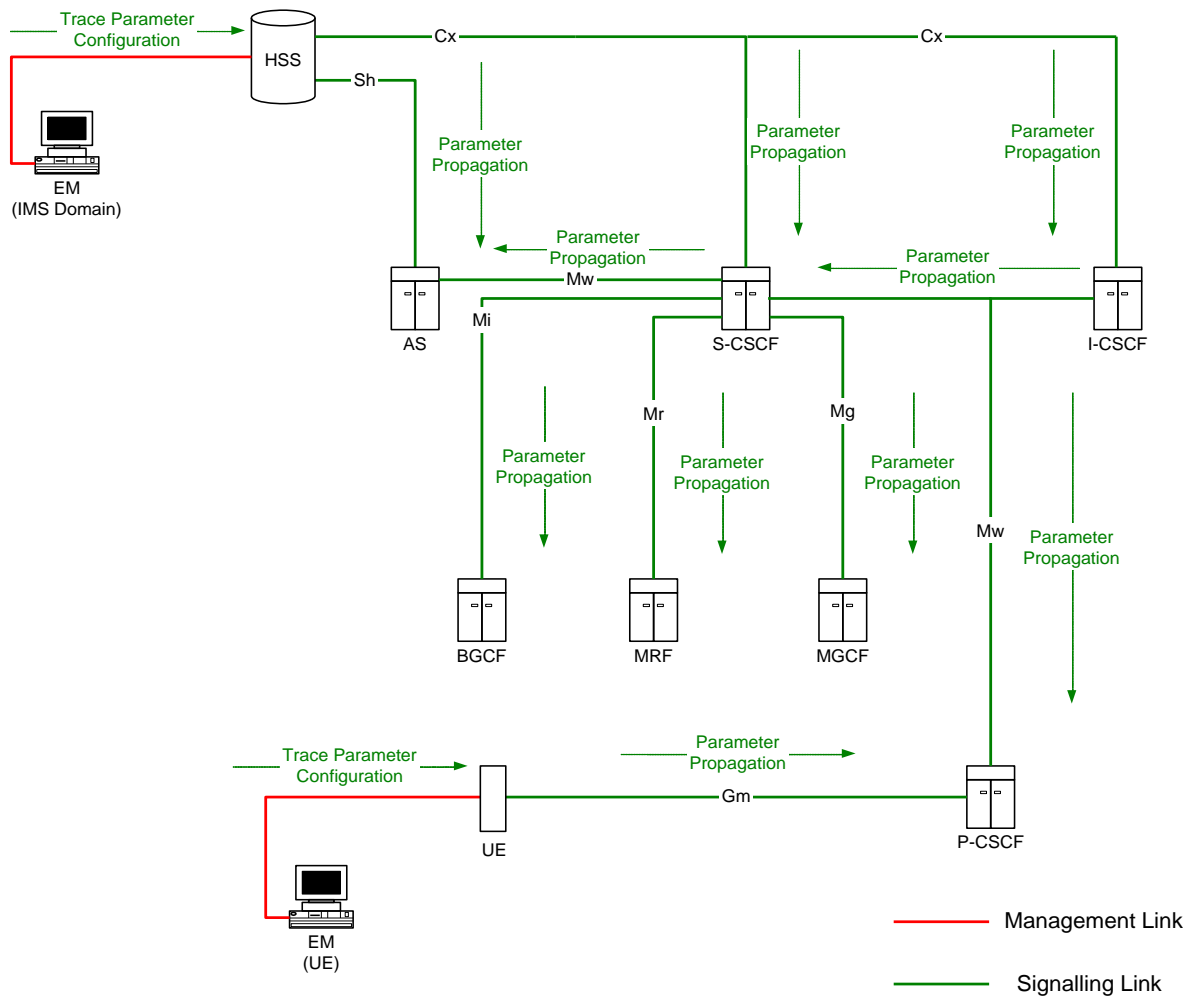 Trace Parameter
Configuration
HSS
Cx
Cx
Sh
EM
(IMS Domain)
Parameter
Propagation
Parameter
Propagation
Parameter
Propagation
Parameter
Propagation
Parameter
Propagation
Mw
AS
Mi
S-CSCF
I-CSCF
Mr
Mg
Parameter
Propagation
Parameter
Propagation
Parameter
Propagation
Mw
Parameter
Propagation
BGCF
MRF
MGCF
Trace Parameter
Configuration
Parameter
Propagation
Gm
UE
P-CSCF
EM
(UE)
Management Link
Signalling Link